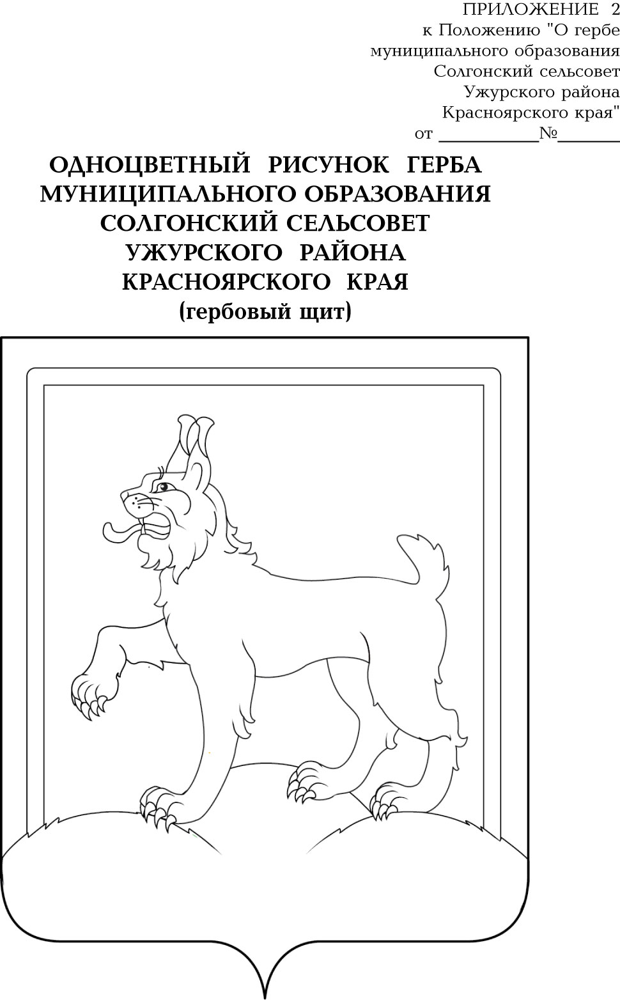 ПРИЛОЖЕНИЕ 2
к Положению "О гербе
муниципального образования
Солгонский сельсовет
Ужурского района
Красноярского края"
от ___________№_______
ОДНОЦВЕТНЫЙ РИСУНОК ГЕРБА
МУНИЦИПАЛЬНОГО ОБРАЗОВАНИЯ
СОЛГОНСКИЙ СЕЛЬСОВЕТ
УЖУРСКОГО РАЙОНА
КРАСНОЯРСКОГО КРАЯ
(гербовый щит)